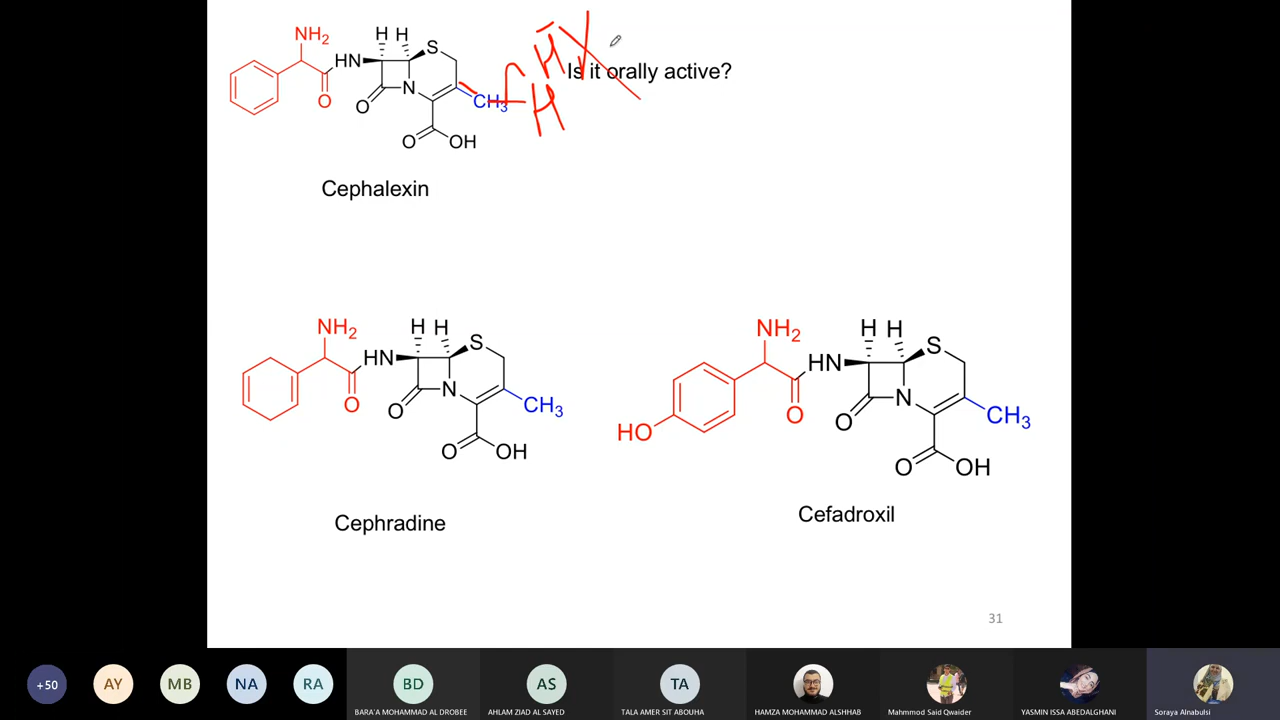 NH2
H H
S
HN
Is it orally active?
H
H
O
O
N
CH3
O
OH
Cephalexin
NH2
H H
S
HN
O
O
N
CH3
O
OH
Cephradine
NH2
H H
S
HN
O
O
N
CH3
HO
O
OH
Cefadroxil
31
+50
AY
MB
NA
RA
BD
AS
TA
BARA'A MOHAMMAD AL DROBEE
AHLAM ZIAD AL SAYED
TALA AMER SIT ABOUHA
HAMZA MOHAMMAD ALSHHAB
Mahmmod Said Qwaider
YASMIN ISSA ABEDALGHANI
Soraya Alnabulsi